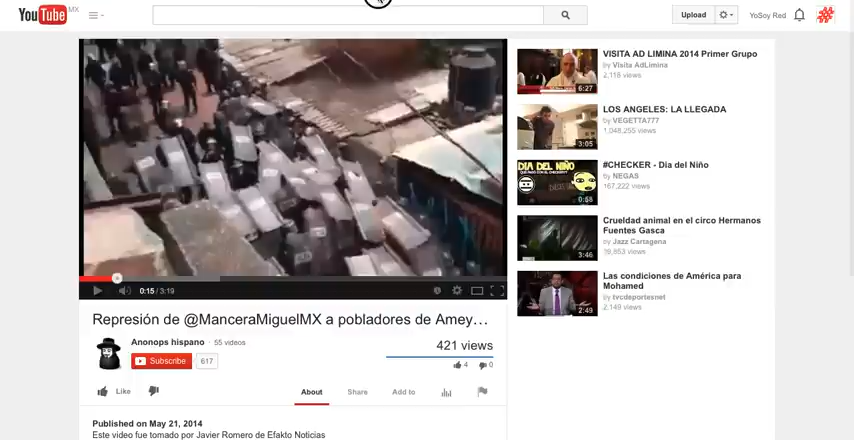 YouTube MX
Upload
YoSoy Red
0:15 / 3:19
Represión de @ManceraMiguelMX a pobladores de Amey…
Anonops hispano · 55 videos
Subscribe 617
421 views
4 0
Like
About Share Add to
Published on May 21, 2014
Este video fue tomado por Javier Romero de Efakto Noticias
6:27
VISITA AD LIMINA 2014 Primer Grupo
by Visita AdLimina
2,118 views
3:05
LOS ANGELES: LA LLEGADA
by VEGETTA777
1,048,255 views
DIA DEL NIÑO
0:58
#CHECKER - Dia del Niño
by NEGAS
167,222 views
3:46
Crueldad animal en el circo Hermanos
Fuentes Gasca
by Jazz Cartagena
2:49
Las condiciones de América para
Mohamed
by tvcdeportesnet
2,149 views